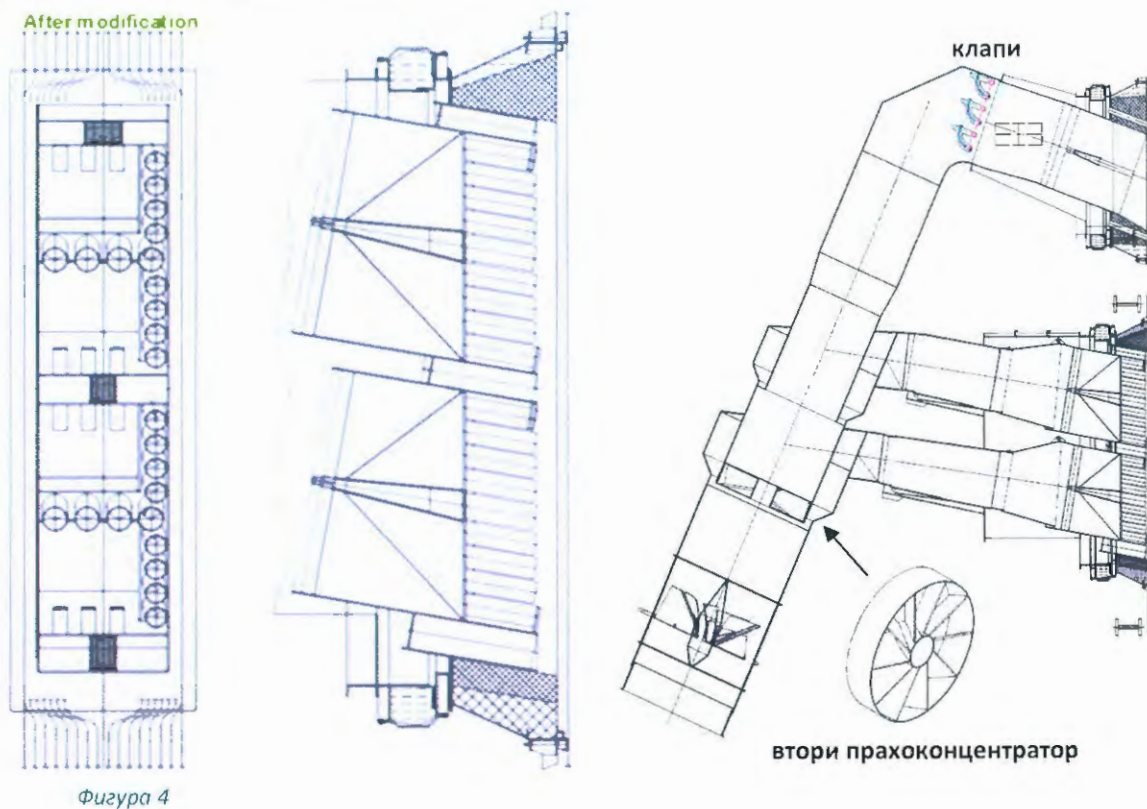 After modification
клапи
втори прахоконцентратор
Фигура 4